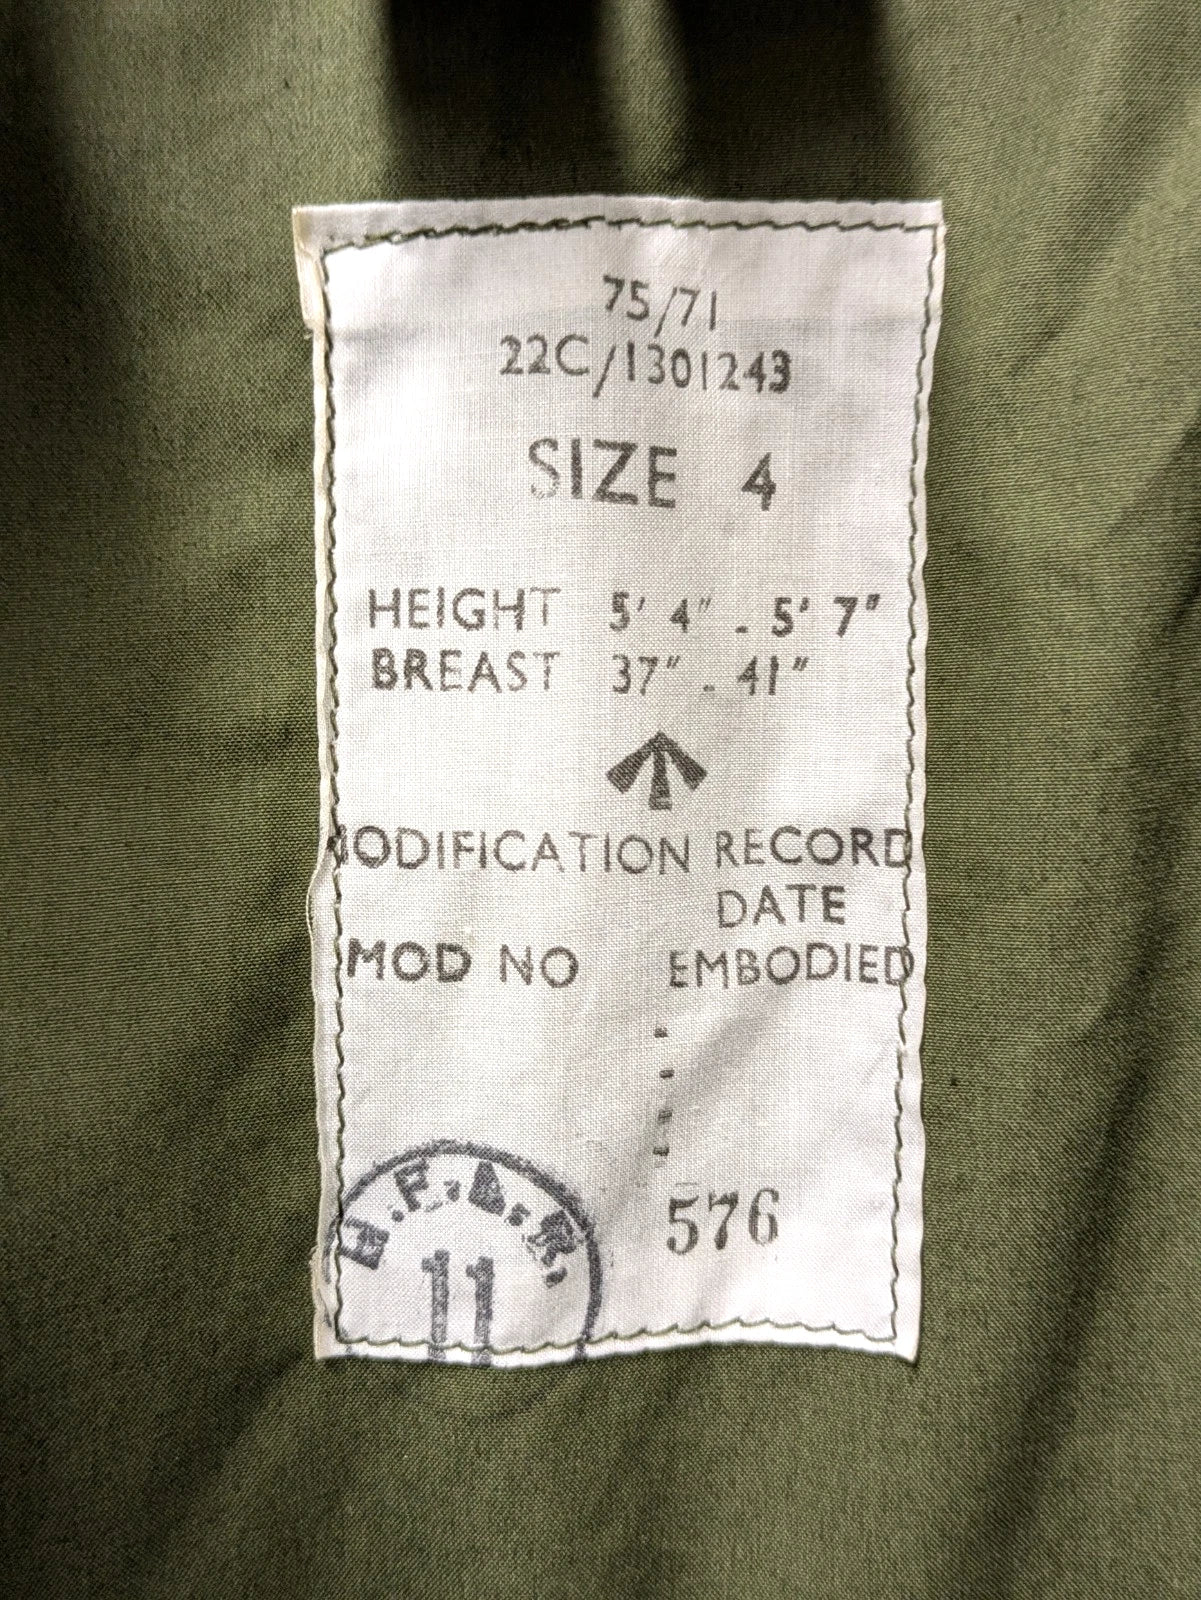 75/71
22C/1301243
SIZE 4
HEIGHT 5' 4" - 5' 7"
BREAST 37" - 41"
MODIFICATION RECORD
DATE
MOD NO EMBODIED
576
11